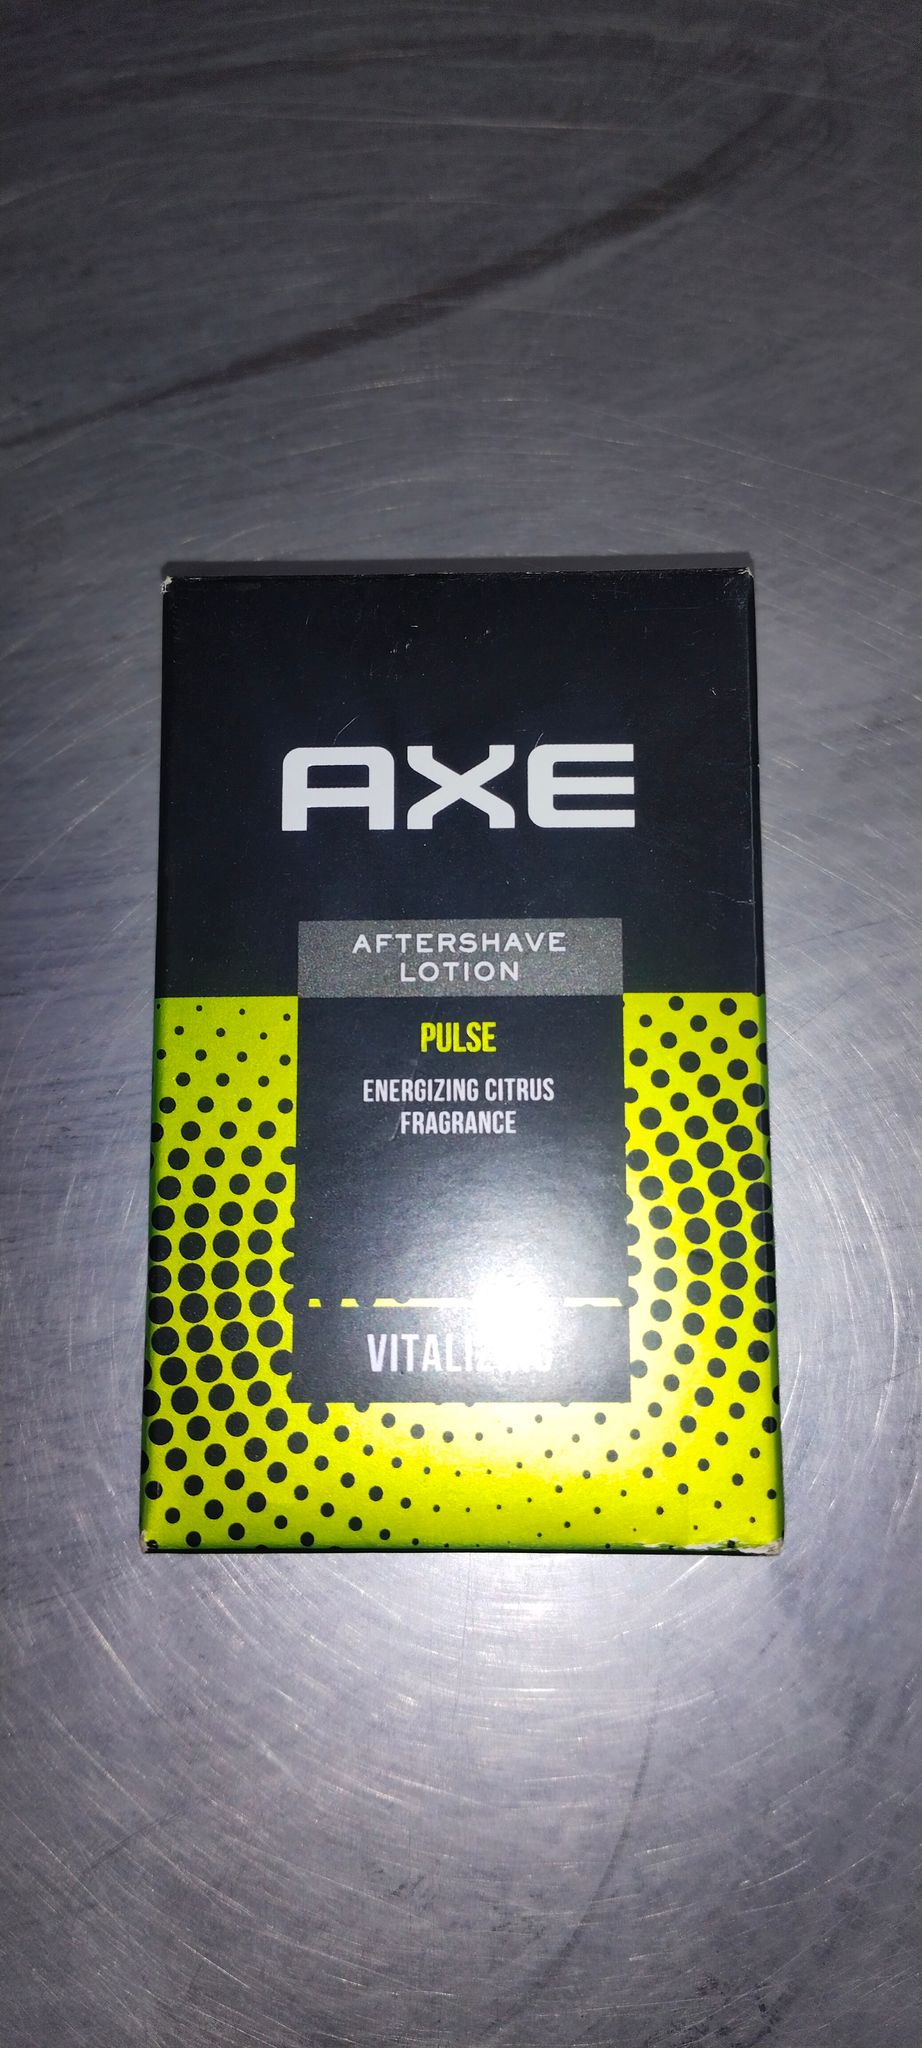 AXE
AFTERSHAVE
LOTION
PULSE
ENERGIZING CITRUS
FRAGRANCE